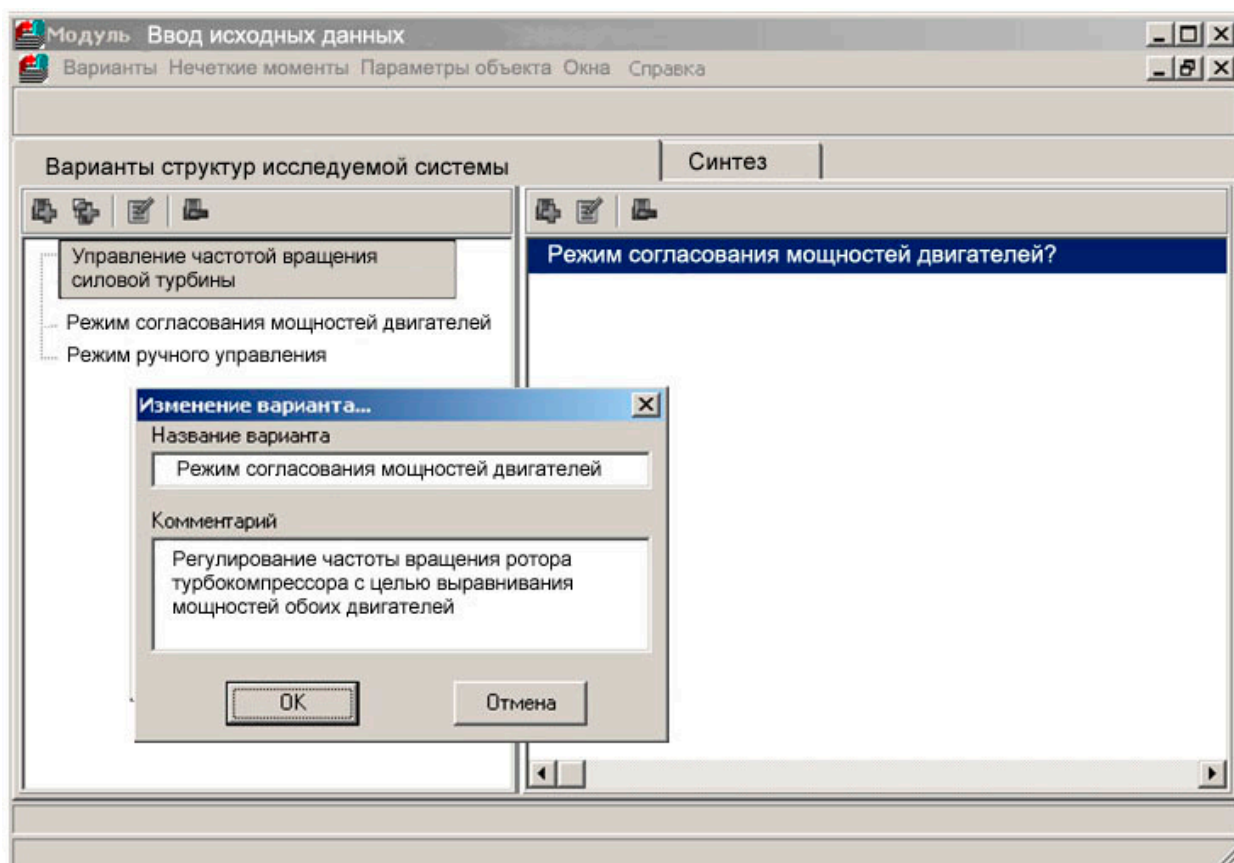 Модуль Ввод исходных данных
Варианты Нечеткие моменты Параметры объекта Окна Справка
Варианты структур исследуемой системы
Синтез
Управление частотой вращения
силовой турбины
Режим согласования мощностей двигателей
Режим ручного управления
Режим согласования мощностей двигателей?
Изменение варианта...
Название варианта
Режим согласования мощностей двигателей
Комментарий
Регулирование частоты вращения ротора
турбокомпрессора с целью выравнивания
мощностей обоих двигателей
OK
Отмена